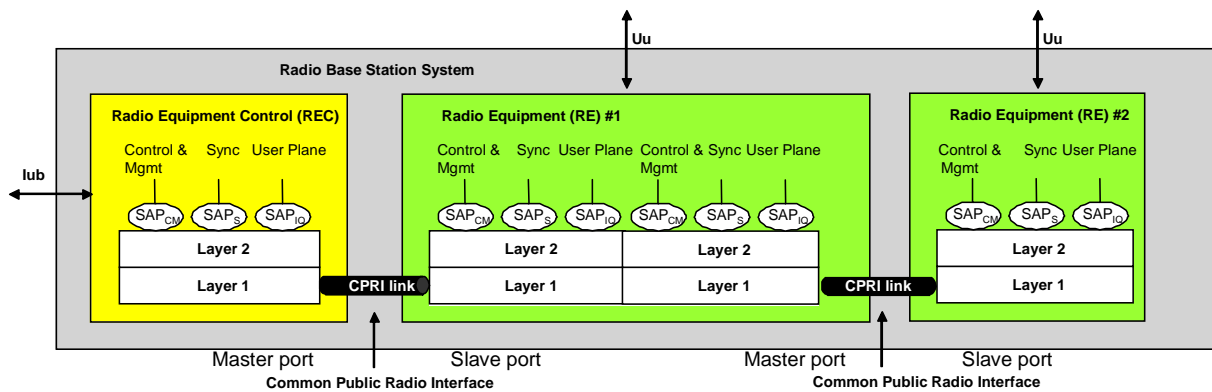 Uu
Uu
Radio Base Station System
Radio Equipment Control (REC)
Radio Equipment (RE) #1
Radio Equipment (RE) #2
Control & Mgmt Sync User Plane
Control & Mgmt Sync User Plane
Control & Mgmt Sync User Plane
Control & Mgmt Sync User Plane
Iub
SAPCM SAPS SAPIQ
SAPCM SAPS SAPIQ
SAPCM SAPS SAPIQ
SAPCM SAPS SAPIQ
Layer 2
Layer 2
Layer 2
Layer 2
Layer 1
CPRI link
Layer 1
Layer 1
CPRI link
Layer 1
Master port
Slave port
Master port
Slave port
Common Public Radio Interface
Common Public Radio Interface